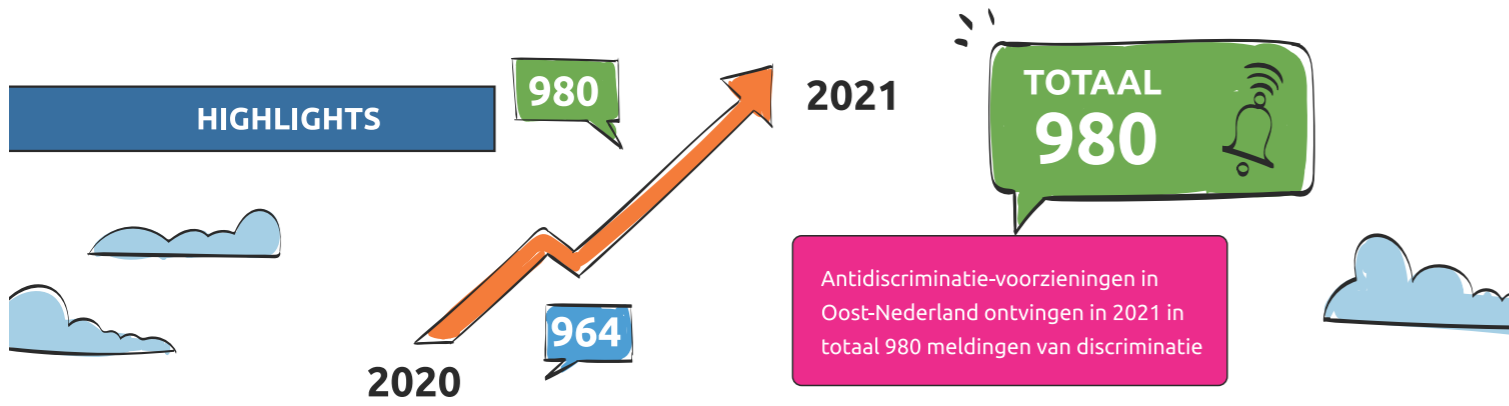 HIGHLIGHTS
980
2021
964
2020
TOTAAL
980
Antidiscriminatie-voorzieningen in
Oost-Nederland ontvingen in 2021 in
totaal 980 meldingen van discriminatie